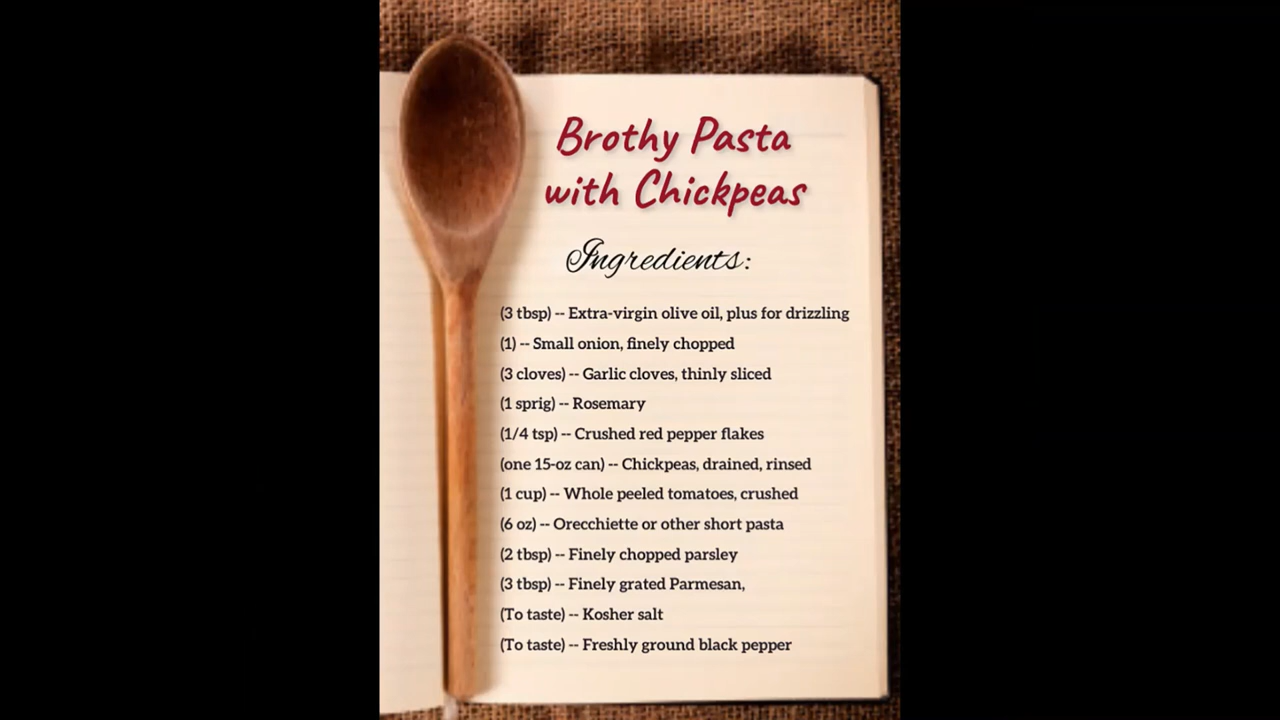 Brothy Pasta
with Chickpeas
Ingredients:
(3 tbsp) -- Extra-virgin olive oil, plus for drizzling
(1) -- Small onion, finely chopped
(3 cloves) -- Garlic cloves, thinly sliced
(1 sprig) -- Rosemary
(1/4 tsp) -- Crushed red pepper flakes
(one 15-oz can) -- Chickpeas, drained, rinsed
(1 cup) -- Whole peeled tomatoes, crushed
(6 oz) -- Orecchiette or other short pasta
(2 tbsp) -- Finely chopped parsley
(3 tbsp) -- Finely grated Parmesan,
(To taste) -- Kosher salt
(To taste) -- Freshly ground black pepper